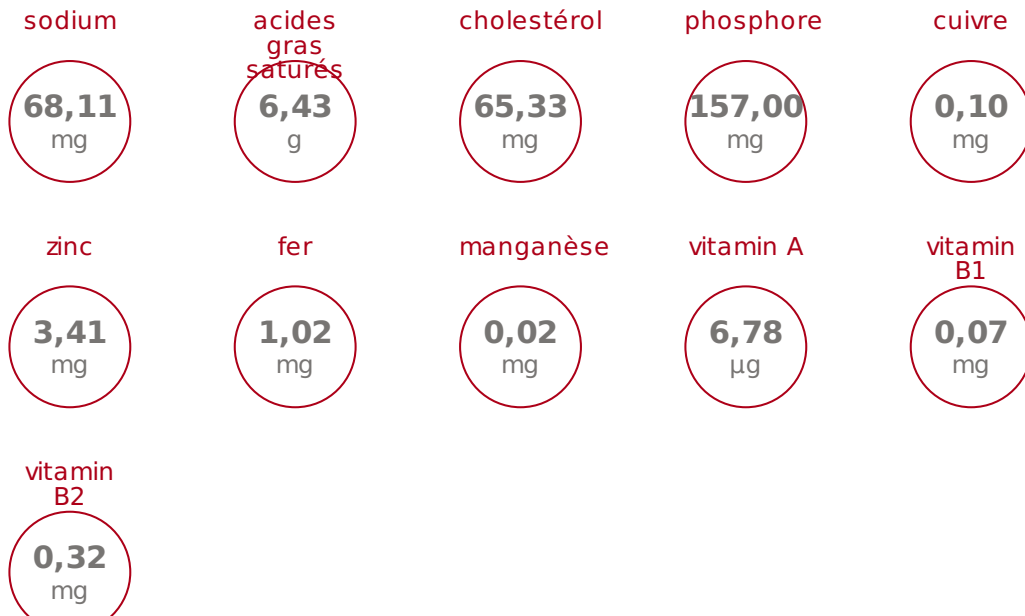 sodium
68,11
mg
acides
gras
saturés
6,43
g
cholestérol
65,33
mg
phosphore
157,00
mg
cuivre
0,10
mg
zinc
3,41
mg
fer
1,02
mg
manganèse
0,02
mg
vitamin A
6,78
µg
vitamin
B1
0,07
mg
vitamin
B2
0,32
mg